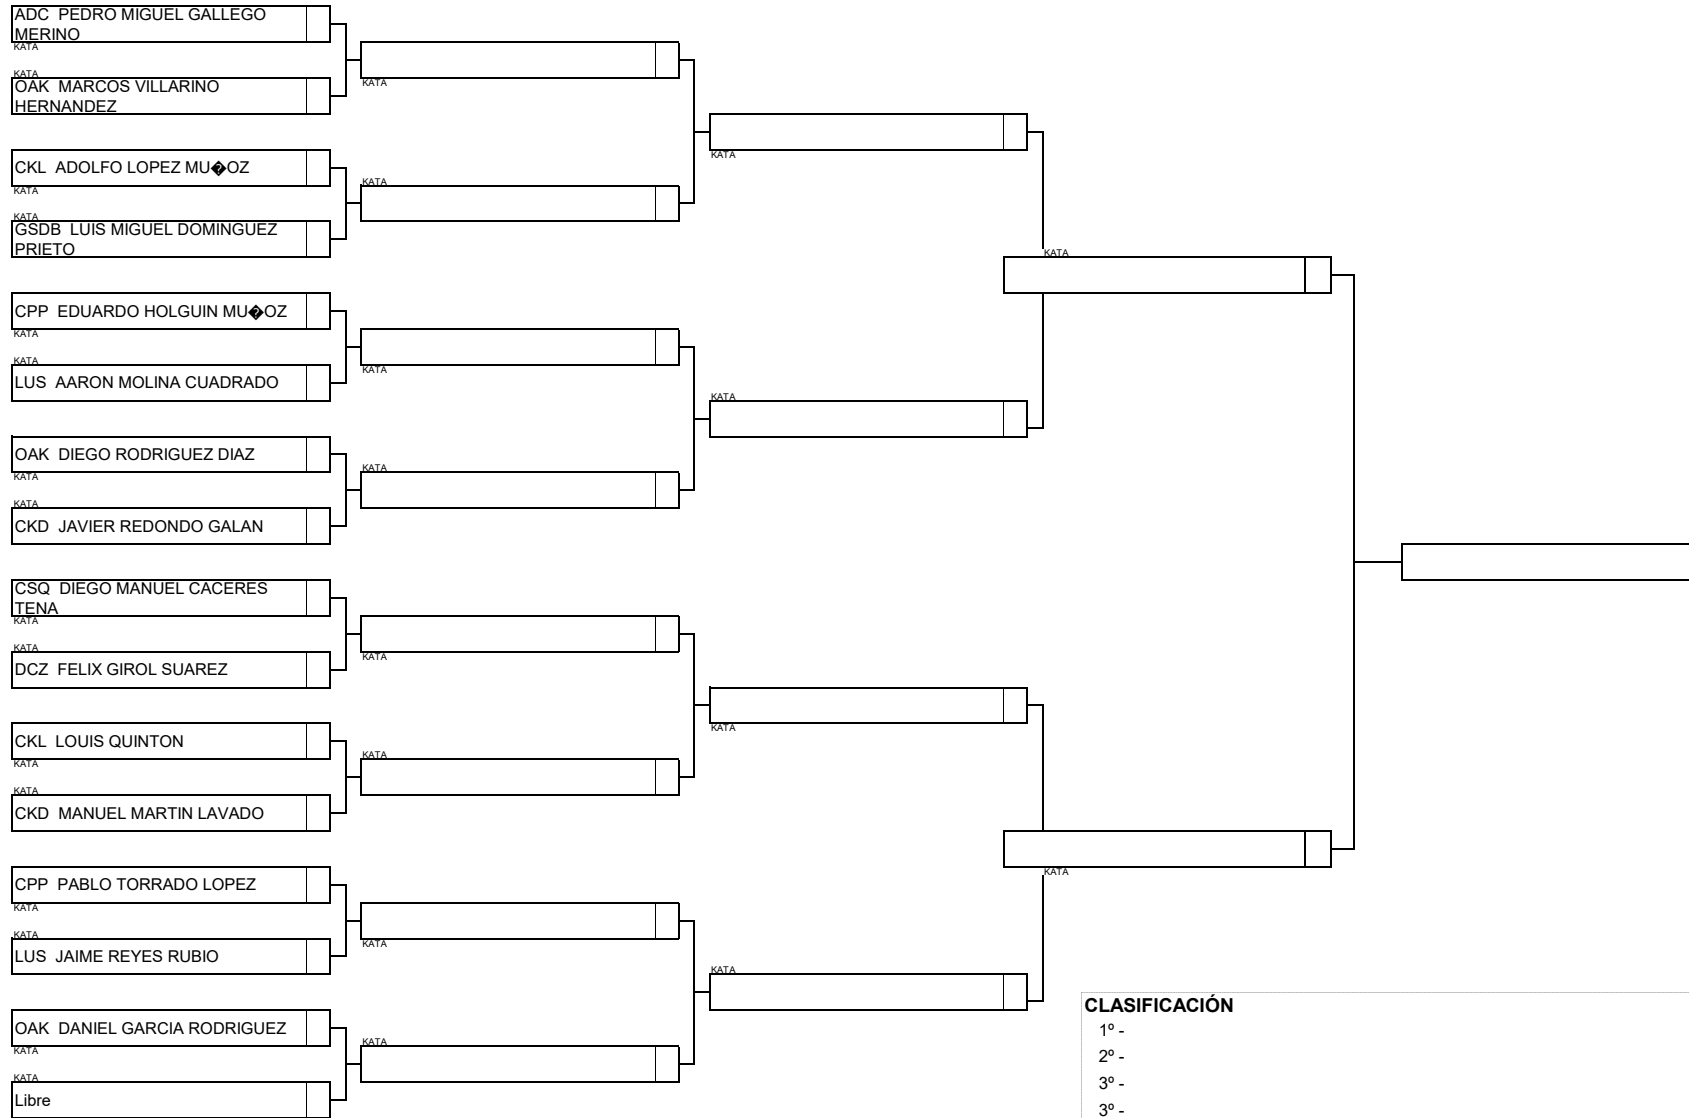 ADC PEDRO MIGUEL GALLEGO
MERINO
KATA
KATA
OAK MARCOS VILLARINO
HERNANDEZ
CKL ADOLFO LOPEZ MU�OZ
KATA
KATA
GSDB LUIS MIGUEL DOMINGUEZ
PRIETO
CPP EDUARDO HOLGUIN MU�OZ
KATA
KATA
LUS AARON MOLINA CUADRADO
OAK DIEGO RODRIGUEZ DIAZ
KATA
KATA
CKD JAVIER REDONDO GALAN
CSQ DIEGO MANUEL CACERES
TENA
KATA
KATA
DCZ FELIX GIROL SUAREZ
CKL LOUIS QUINTON
KATA
KATA
CKD MANUEL MARTIN LAVADO
CPP PABLO TORRADO LOPEZ
KATA
KATA
LUS JAIME REYES RUBIO
OAK DANIEL GARCIA RODRIGUEZ
KATA
KATA
Libre
KATA
KATA
KATA
KATA
KATA
KATA
KATA
KATA
KATA
KATA
KATA
KATA
KATA
KATA
CLASIFICACIÓN
1º -
2º -
3º -
3º -